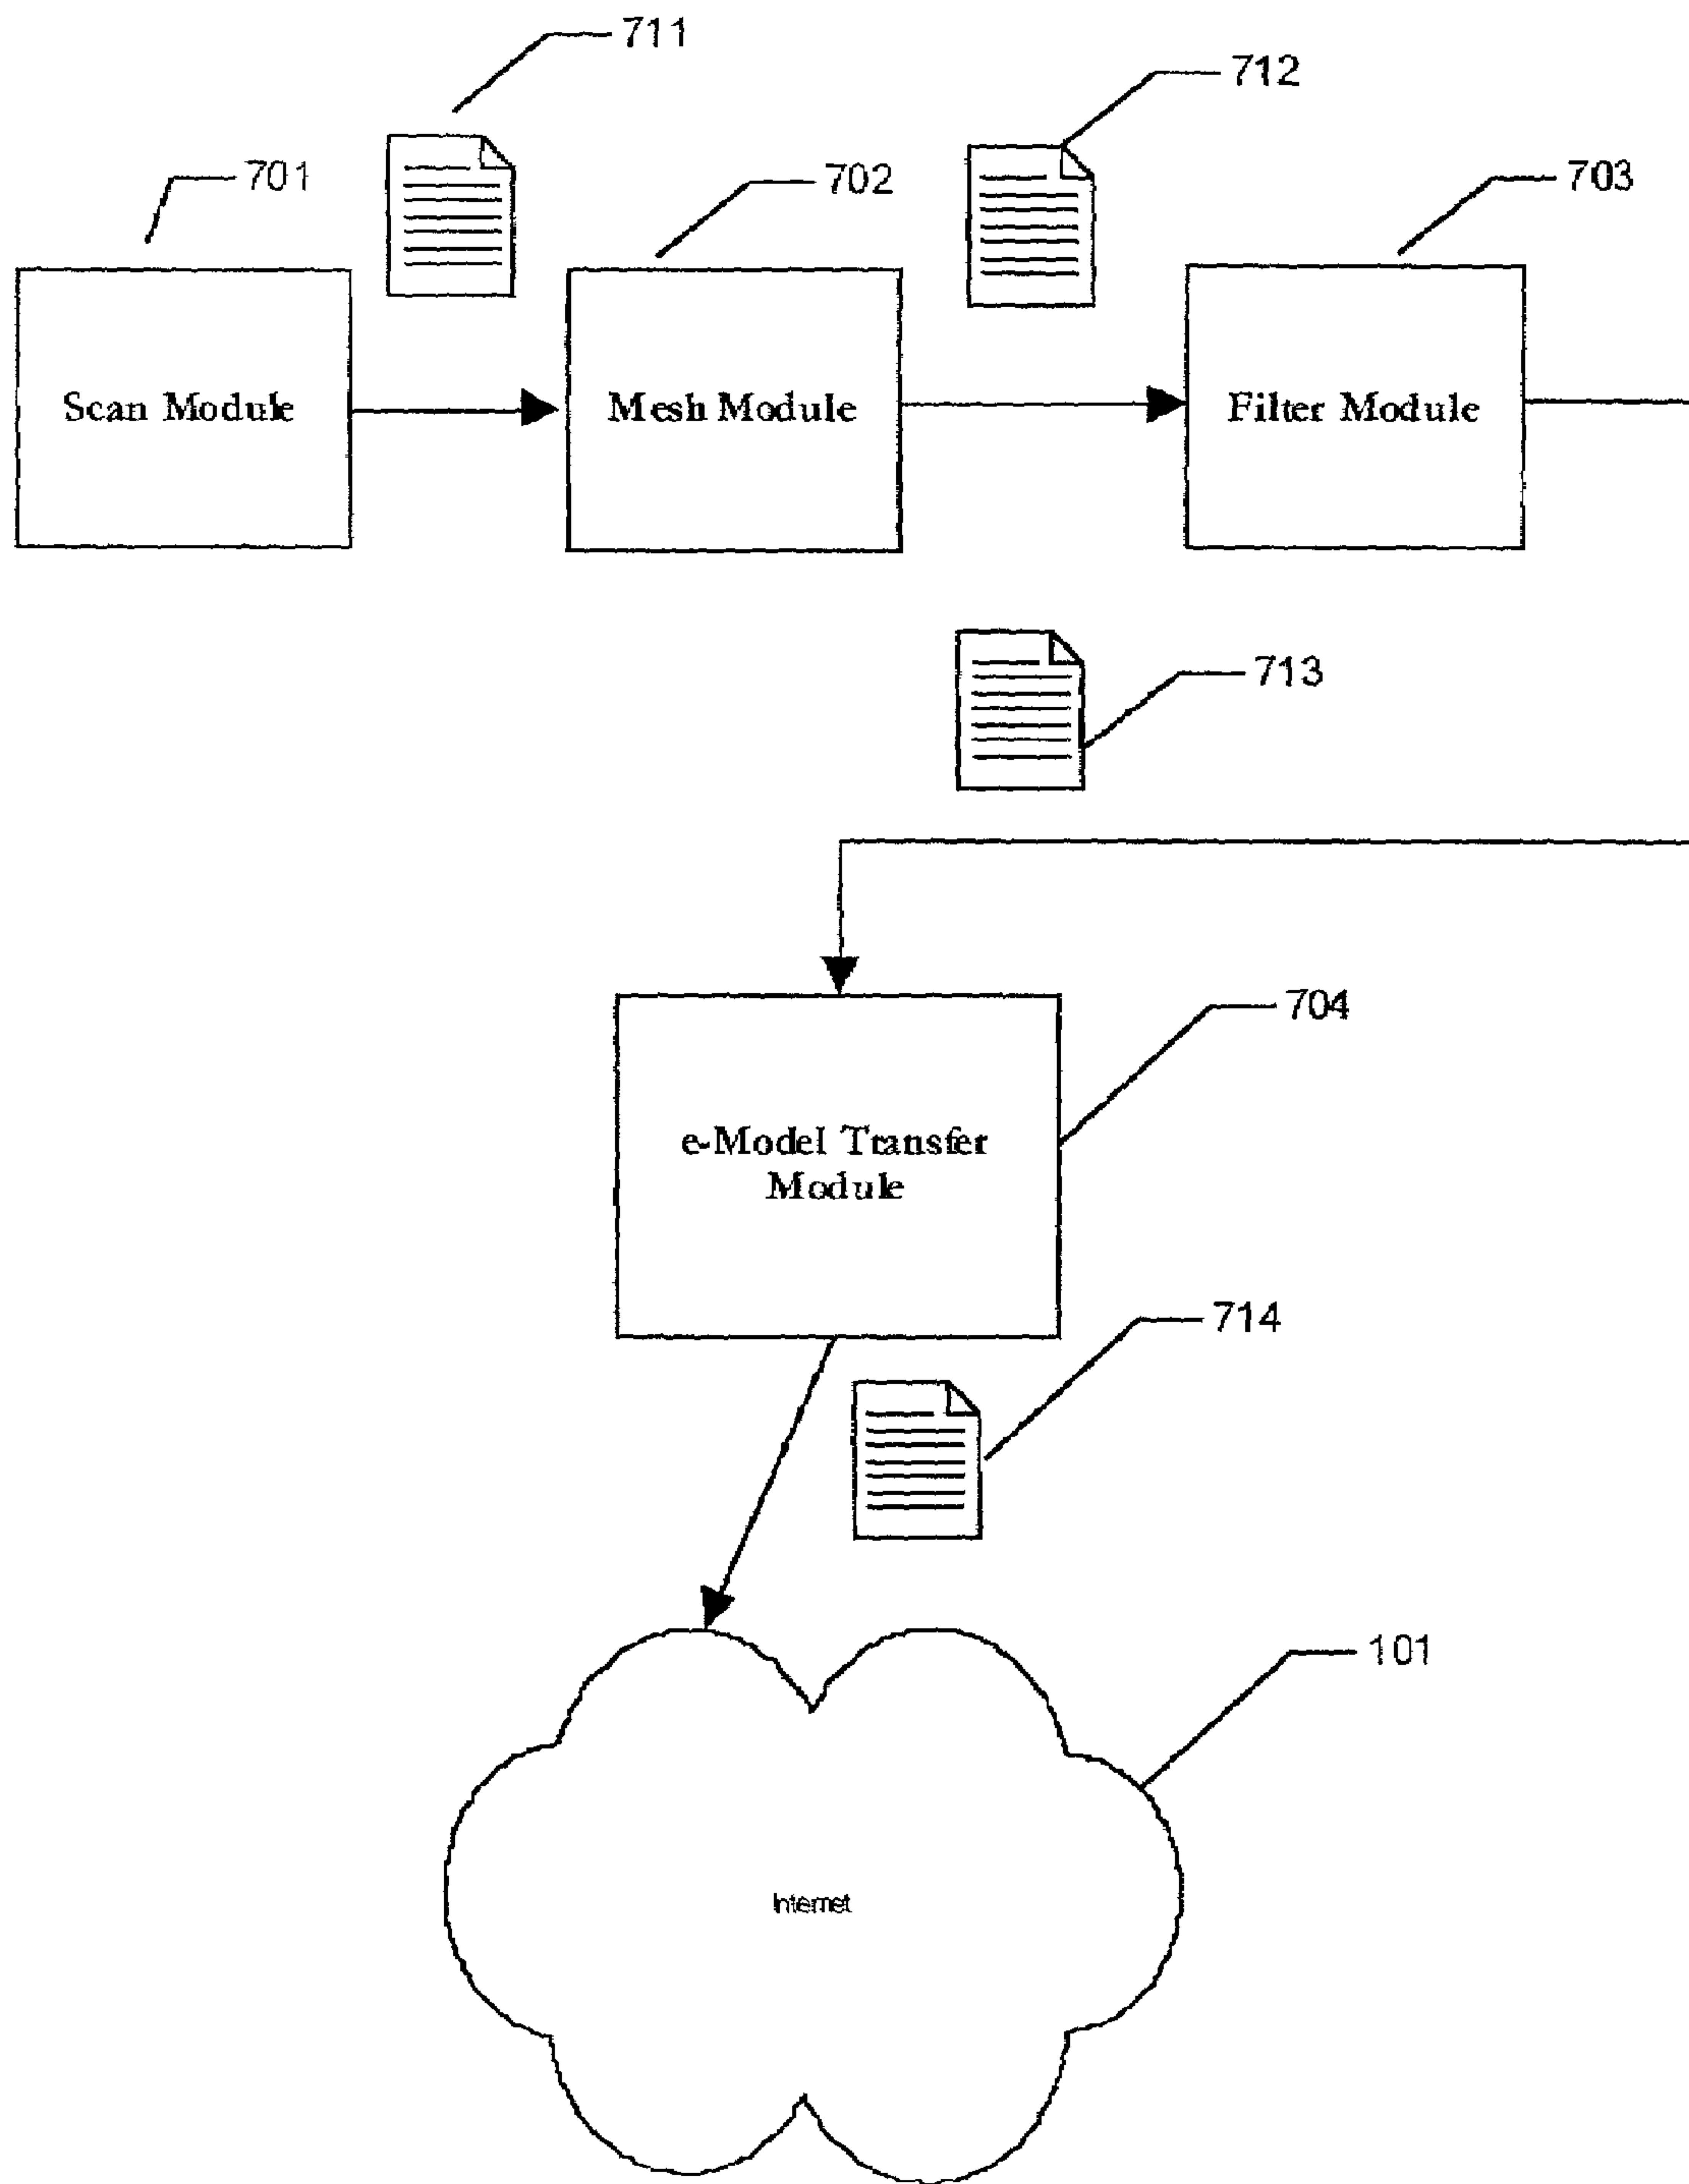 711
712
701
702
703
Scan Module
Mesh Module
Filter Module
713
704
e-Model Transfer
Module
714
101
Internet